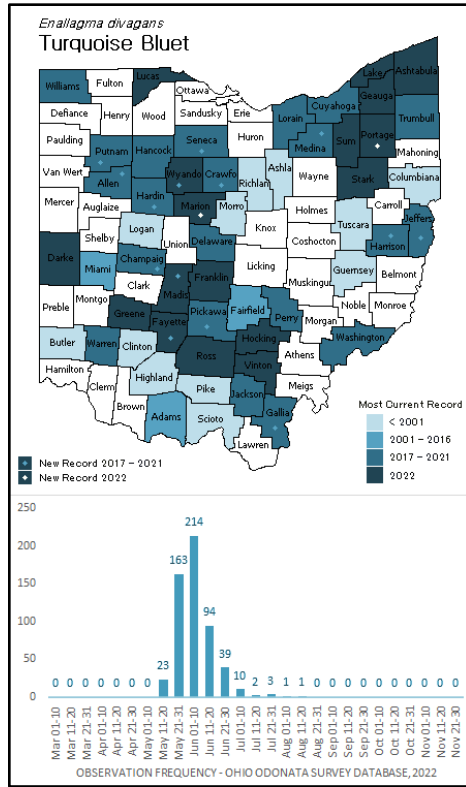 Enallagma divagans
Turquoise Bluet
Williams Fulton Lucas Ottawa Lake Ashtabula
Geauga
Defiance Henry Wood Sandusky Erie Lorain Cuyahoga Trumbull
Paulding Putnam Hancock Seneca Huron Medina Sum Portage
Mahoning
Van Wert Allen Wyando Crawfo Richlan Ashla Wayne Stark Columbiana
Mercer Auglaize Hardin Marion Morro Holmes Carroll Jeffers
Shelby Logan Union Knox Coshocton Tuscara Harrison
Darke Miami Champaig Delaware Licking Guernsey Belmont
Preble Montgo Clark Madis Franklin Muskingu Noble Monroe
Greene Fayette Pickawa Fairfield Perry Morgan
Butler Warren Clinton Ross Hocking Athens Washington
Hamilton Clerm Highland Pike Vinton Meigs
Brown Adams Scioto Jackson Gallia
Lawren
Most Current Record
< 2001
2001 – 2016
2017 – 2021
2022
New Record 2017 – 2021
New Record 2022
250
200
150
100
50
0
0 0 0 0 0 0 0 23 163 214 94 39 10 2 3 1 1 0 0 0 0 0 0 0 0 0 0
Mar 01-10
Mar 11-20
Mar 21-31
Apr 01-10
Apr 11-20
Apr 21-30
May 01-10
May 11-20
May 21-31
Jun 01-10
Jun 11-20
Jun 21-30
Jul 01-10
Jul 11-20
Jul 21-31
Aug 01-10
Aug 11-20
Aug 21-31
Sep 01-10
Sep 11-20
Sep 21-30
Oct 01-10
Oct 11-20
Oct 21-31
Nov 01-10
Nov 11-20
Nov 21-30
OBSERVATION FREQUENCY - OHIO ODONATA SURVEY DATABASE, 2022